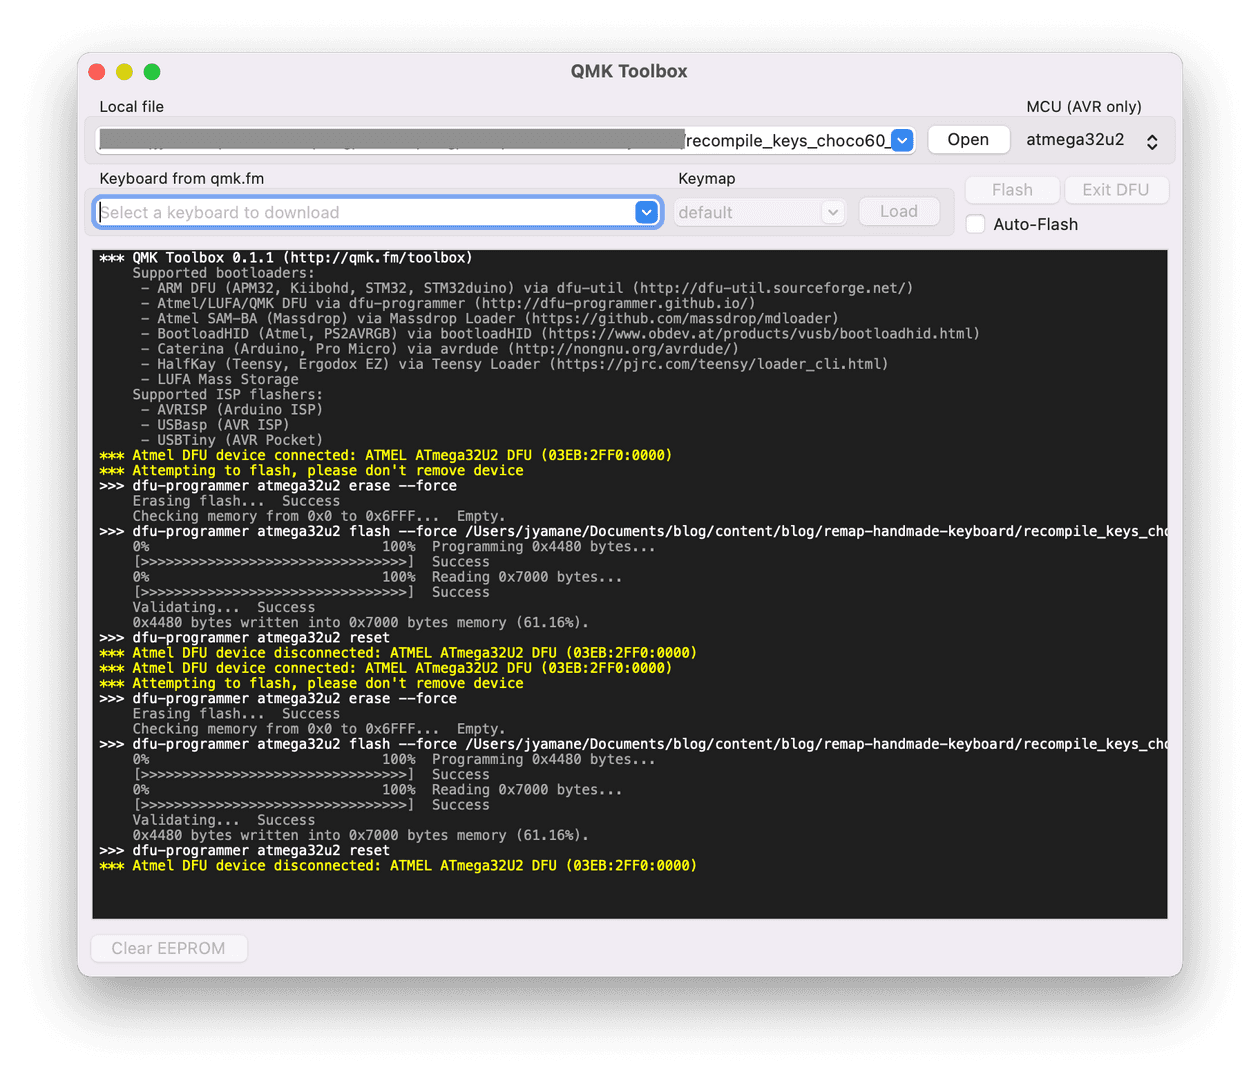 QMK Toolbox
Local file
MCU (AVR only)
/recompile_keys_choco60_
Open
atmega32u2
Keyboard from qmk.fm
Keymap
Flash
Exit DFU
Select a keyboard to download
default
Load
Auto-Flash
*** QMK Toolbox 0.1.1 (http://qmk.fm/toolbox)
Supported bootloaders:
- ARM DFU (APM32, Kiibohd, STM32, STM32duino) via dfu-util (http://dfu-util.sourceforge.net/)
- Atmel/LUFA/QMK DFU via dfu-programmer (http://dfu-programmer.github.io/)
- Atmel SAM-BA (Massdrop) via Massdrop Loader (https://github.com/massdrop/mdloader)
- BootloadHID (Atmel, PS2AVRGB) via bootloadHID (https://www.obdev.at/products/vusb/bootloadhid.html)
- Caterina (Arduino, Pro Micro) via avrdude (http://nongnu.org/avrdude/)
- HalfKay (Teensy, Ergodox EZ) via Teensy Loader (https://pjrc.com/teensy/loader_cli.html)
- LUFA Mass Storage
Supported ISP flashers:
- AVRISP (Arduino ISP)
- USBasp (AVR ISP)
- USBTiny (AVR Pocket)
*** Atmel DFU device connected: ATMEL ATmega32U2 DFU (03EB:2FF0:0000)
*** Attempting to flash, please don't remove device
>>> dfu-programmer atmega32u2 erase --force
Erasing flash... Success
Checking memory from 0x0 to 0x6FFF... Empty.
>>> dfu-programmer atmega32u2 flash --force /Users/jyamane/Documents/blog/content/blog/remap-handmade-keyboard/recompile_keys_cho
0% 100% Programming 0x4480 bytes...
[>>>>>>>>>>>>>>>>>>>>>>>>>>>>>>>>] Success
0% 100% Reading 0x7000 bytes...
[>>>>>>>>>>>>>>>>>>>>>>>>>>>>>>>>] Success
Validating... Success
0x4480 bytes written into 0x7000 bytes memory (61.16%).
>>> dfu-programmer atmega32u2 reset
*** Atmel DFU device disconnected: ATMEL ATmega32U2 DFU (03EB:2FF0:0000)
*** Atmel DFU device connected: ATMEL ATmega32U2 DFU (03EB:2FF0:0000)
*** Attempting to flash, please don't remove device
>>> dfu-programmer atmega32u2 erase --force
Erasing flash... Success
Checking memory from 0x0 to 0x6FFF... Empty.
>>> dfu-programmer atmega32u2 flash --force /Users/jyamane/Documents/blog/content/blog/remap-handmade-keyboard/recompile_keys_cho
0% 100% Programming 0x4480 bytes...
[>>>>>>>>>>>>>>>>>>>>>>>>>>>>>>>>] Success
0% 100% Reading 0x7000 bytes...
[>>>>>>>>>>>>>>>>>>>>>>>>>>>>>>>>] Success
Validating... Success
0x4480 bytes written into 0x7000 bytes memory (61.16%).
>>> dfu-programmer atmega32u2 reset
*** Atmel DFU device disconnected: ATMEL ATmega32U2 DFU (03EB:2FF0:0000)
Clear EEPROM